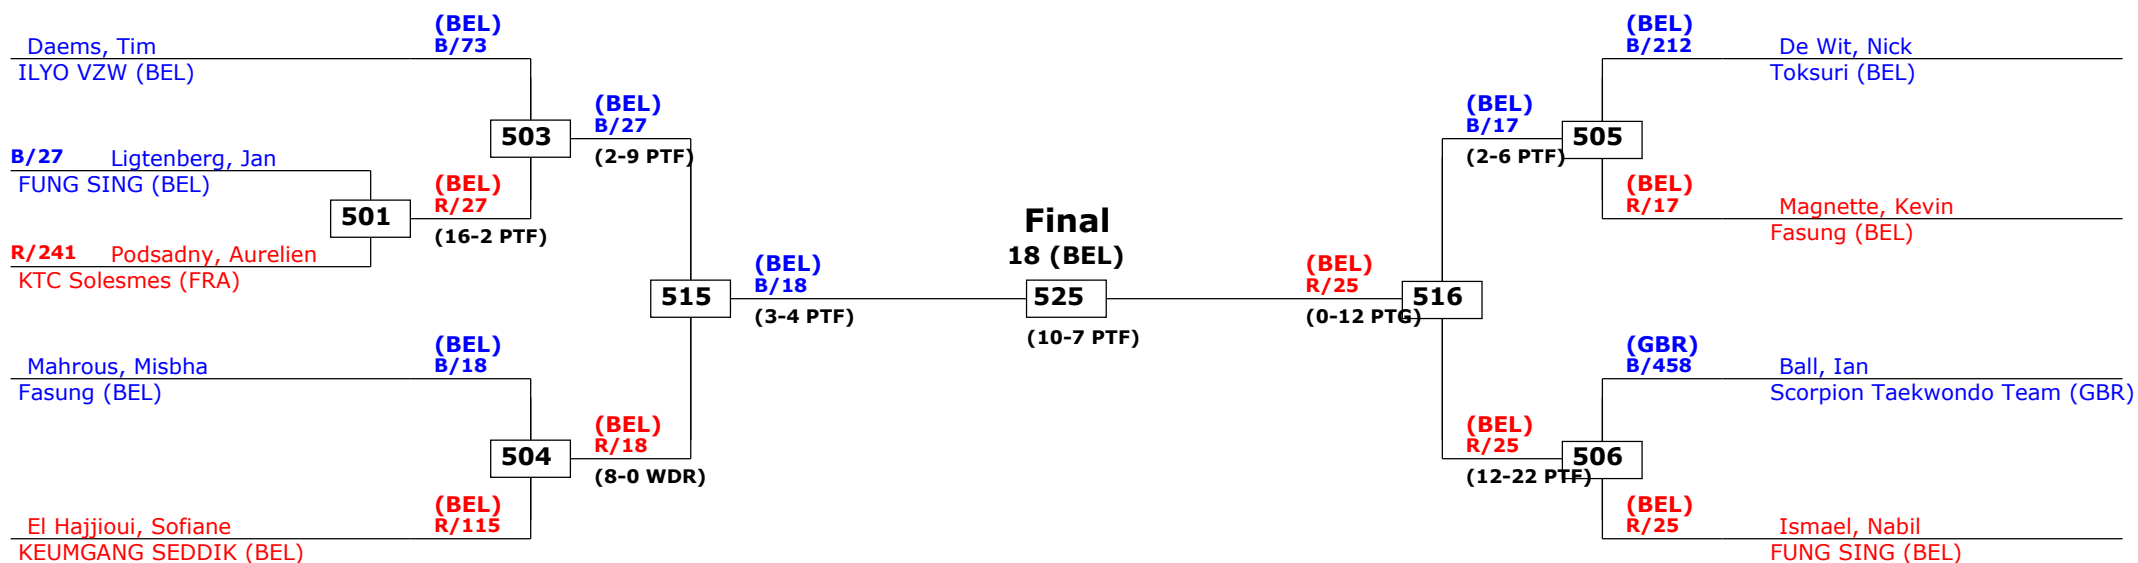 (BEL)
B/73
Daems, Tim
ILYO VZW (BEL)
503
(BEL)
B/27
(2-9 PTF)
B/27 Ligtenberg, Jan
FUNG SING (BEL)
501
(BEL)
R/27
(16-2 PTF)
R/241 Podsadny, Aurelien
KTC Solesmes (FRA)
515
(BEL)
B/18
(3-4 PTF)
(BEL)
B/18
Mahrous, Misbha
Fasung (BEL)
504
(BEL)
R/18
(8-0 WDR)
(BEL)
R/115
El Hajjioui, Sofiane
KEUMGANG SEDDIK (BEL)
Final
18 (BEL)
525
(10-7 PTF)
(BEL)
R/25
(0-12 PTG)
516
(BEL)
B/17
(2-6 PTF)
505
(BEL)
B/212
De Wit, Nick
Toksuri (BEL)
(BEL)
R/17
Magnette, Kevin
Fasung (BEL)
(BEL)
R/25
(12-22 PTF)
506
(GBR)
B/458
Ball, Ian
Scorpion Taekwondo Team (GBR)
(BEL)
R/25
Ismael, Nabil
FUNG SING (BEL)